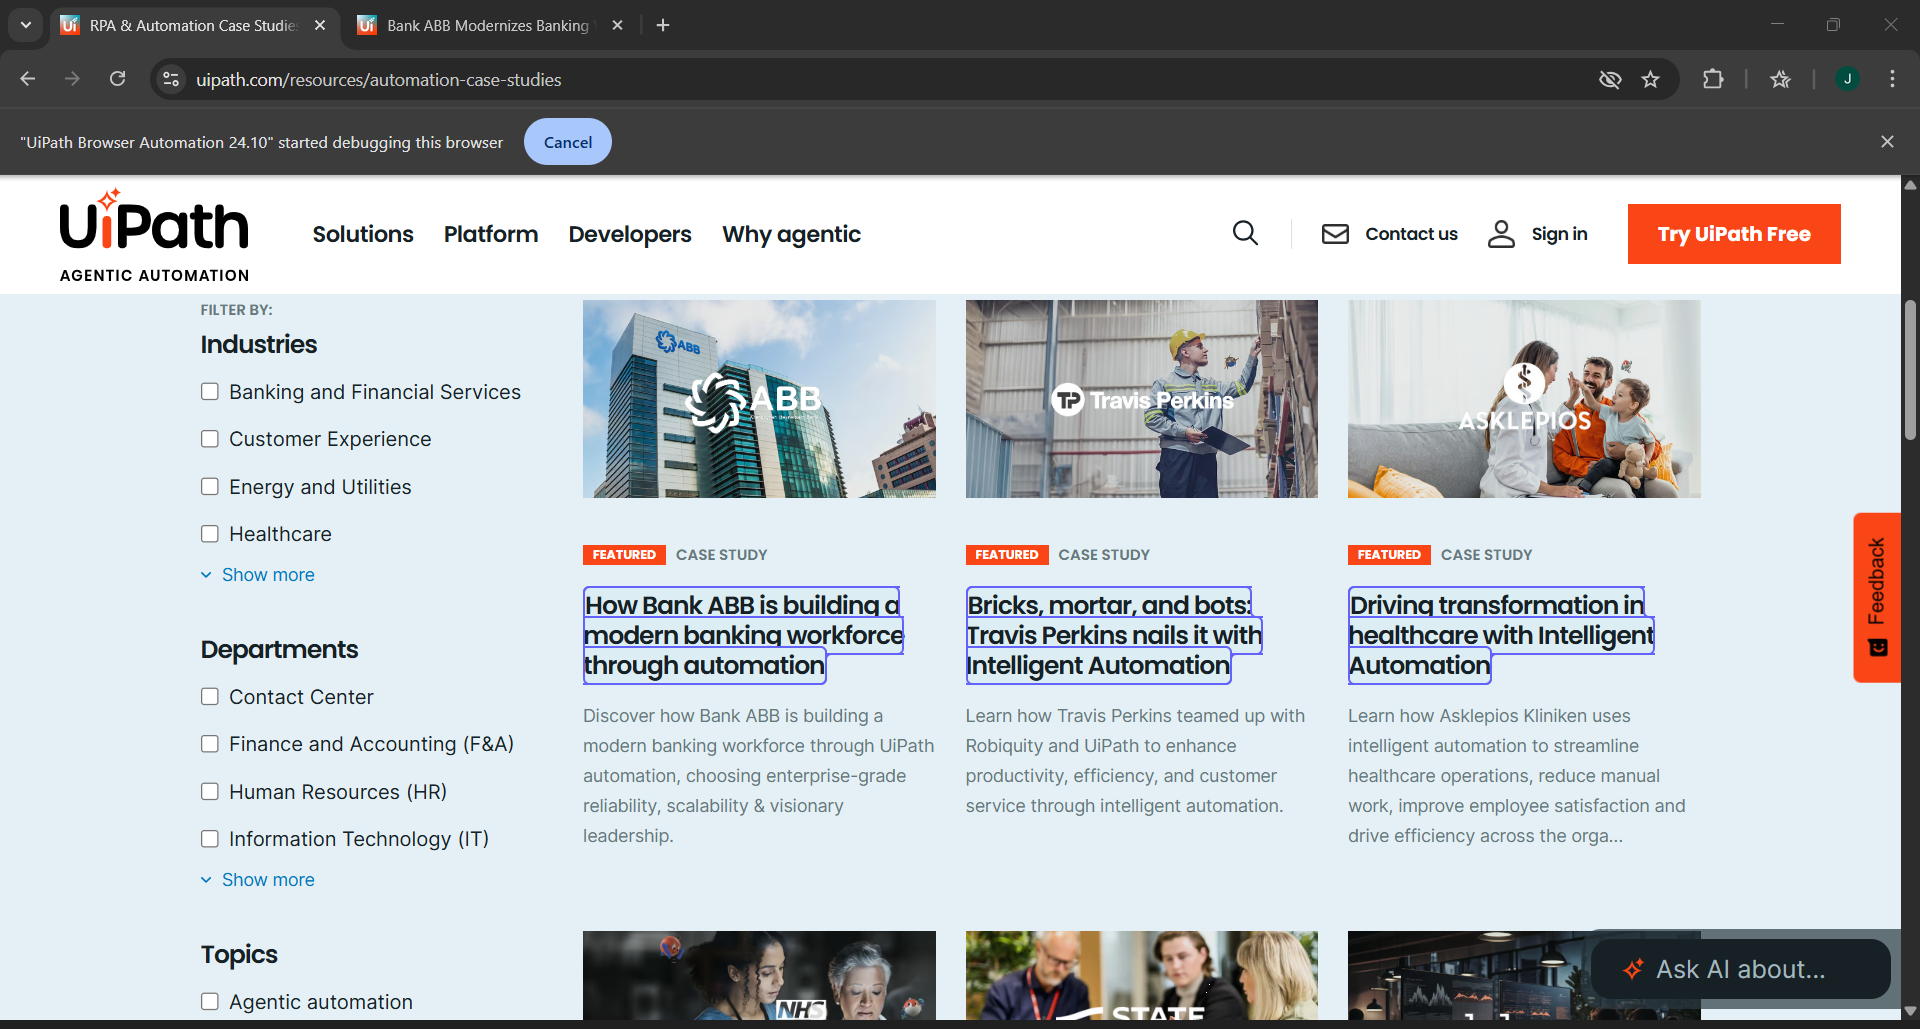 RPA & Automation Case Studies
Bank ABB Modernizes Banking
uipath.com/resources/automation-case-studies
J
"UiPath Browser Automation 24.10" started debugging this browser
Cancel
UiPath
AGENTIC AUTOMATION
Solutions
Platform
Developers
Why agentic
Contact us
Sign in
Try UiPath Free
FILTER BY:
Industries
Banking and Financial Services
Customer Experience
Energy and Utilities
Healthcare
Show more
Departments
Contact Center
Finance and Accounting (F&A)
Human Resources (HR)
Information Technology (IT)
Show more
Topics
Agentic automation
ABB
ABB
FEATURED CASE STUDY
How Bank ABB is building a
modern banking workforce
through automation
Discover how Bank ABB is building a
modern banking workforce through UiPath
automation, choosing enterprise-grade
reliability, scalability & visionary
leadership.
TP Travis Perkins
FEATURED CASE STUDY
Bricks, mortar, and bots:
Travis Perkins nails it with
Intelligent Automation
Learn how Travis Perkins teamed up with
Robiquity and UiPath to enhance
productivity, efficiency, and customer
service through intelligent automation.
ASKLEPIOS
FEATURED CASE STUDY
Driving transformation in
healthcare with Intelligent
Automation
Learn how Asklepios Kliniken uses
intelligent automation to streamline
healthcare operations, reduce manual
work, improve employee satisfaction and
drive efficiency across the orga...
NHS
STATE
Feedback
Ask AI about...